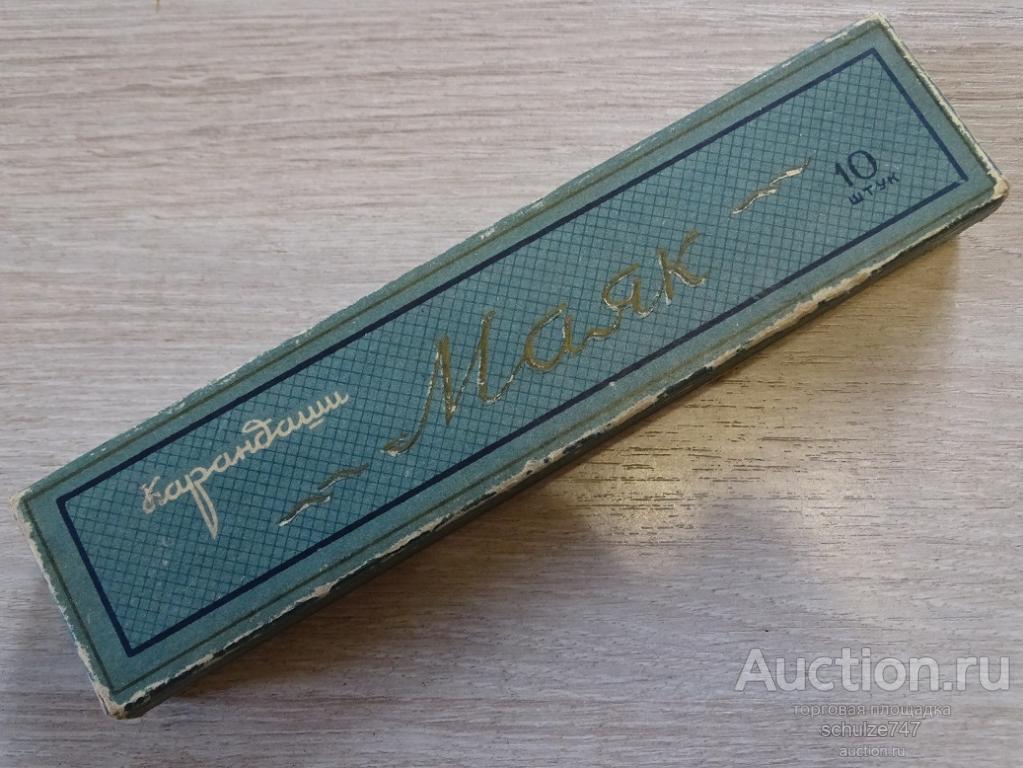 Карандаши
Маяк
10
ШТУК
Auction.ru
торговая площадка
schulze747
auction.ru